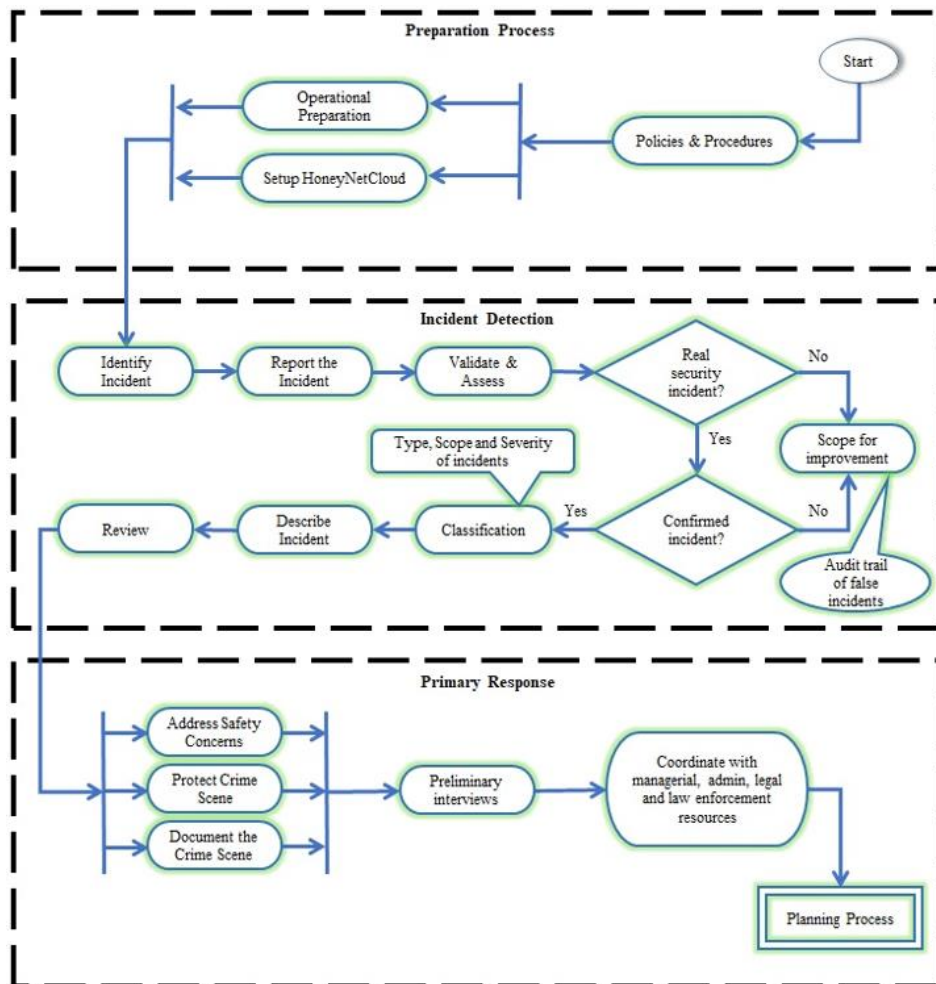 Preparation Process
Start
Operational
Preparation
Policies & Procedures
Setup HoneyNetCloud
Incident Detection
Identify
Incident
Report the
Incident
Validate &
Assess
Real
security
incident?
No
Yes
Scope for
improvement
Type, Scope and Severity
of incidents
Review
Describe
Incident
Classification
Yes
Confirmed
incident?
No
Audit trail
of false
incidents
Primary Response
Address Safety
Concerns
Protect Crime
Scene
Document the
Crime Scene
Preliminary
interviews
Coordinate with
managerial, admin, legal
and law enforcement
resources
Planning Process